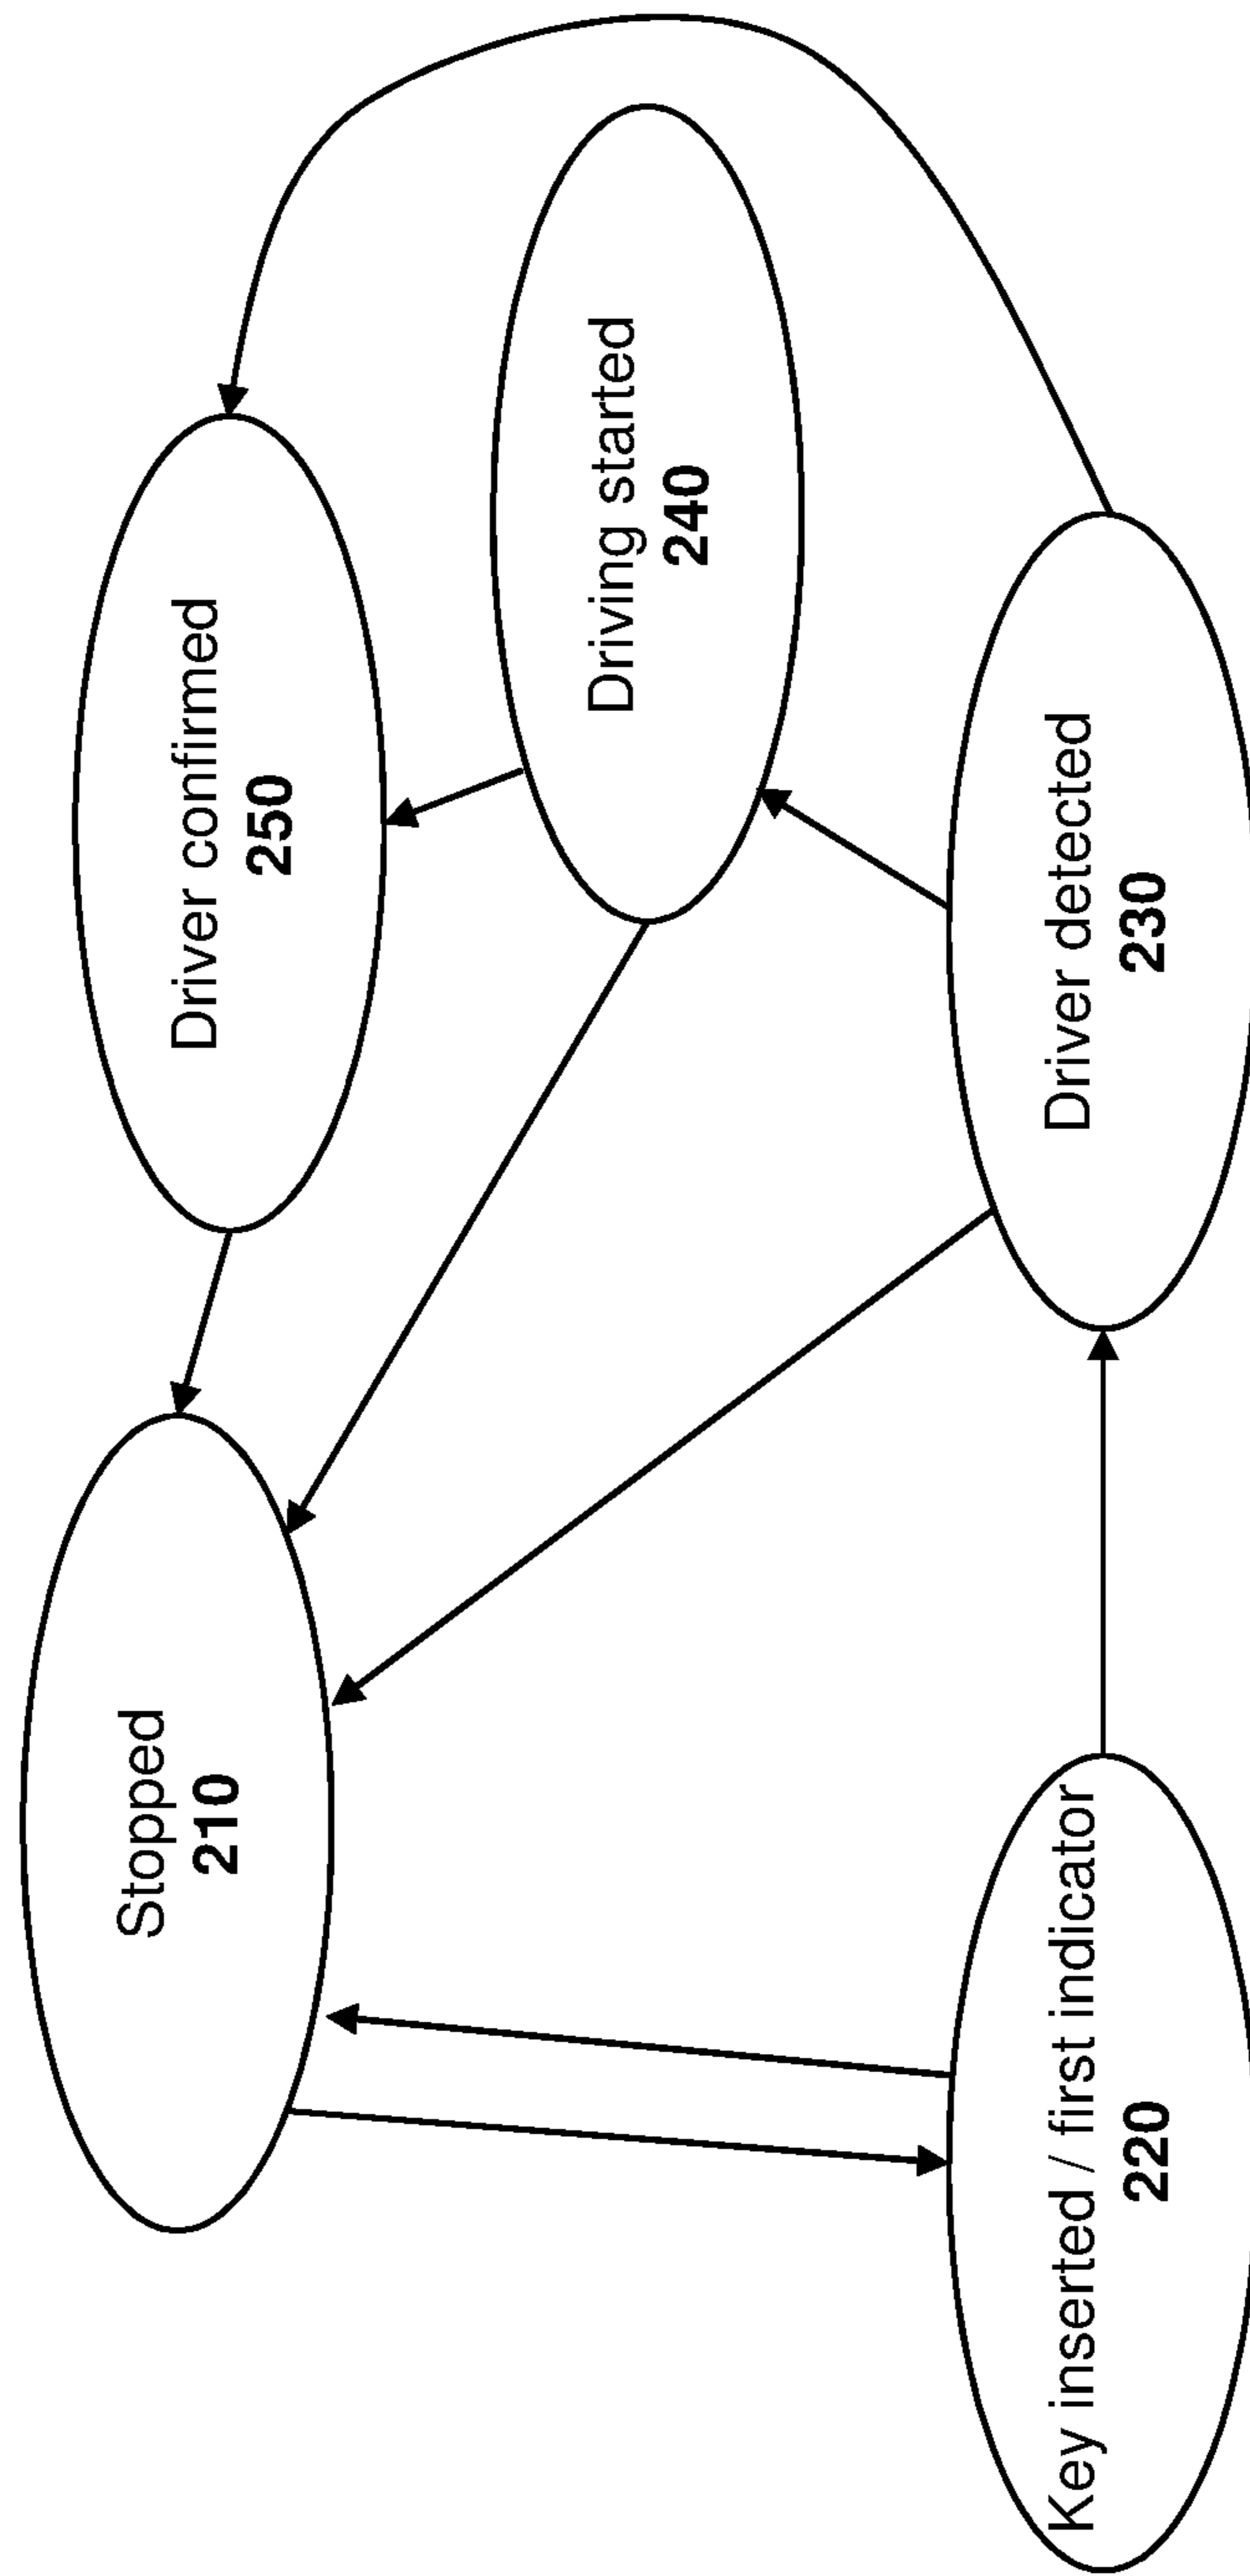 Stopped
210
Key inserted / first indicator
220
Driver detected
230
Driving started
240
Driver confirmed
250